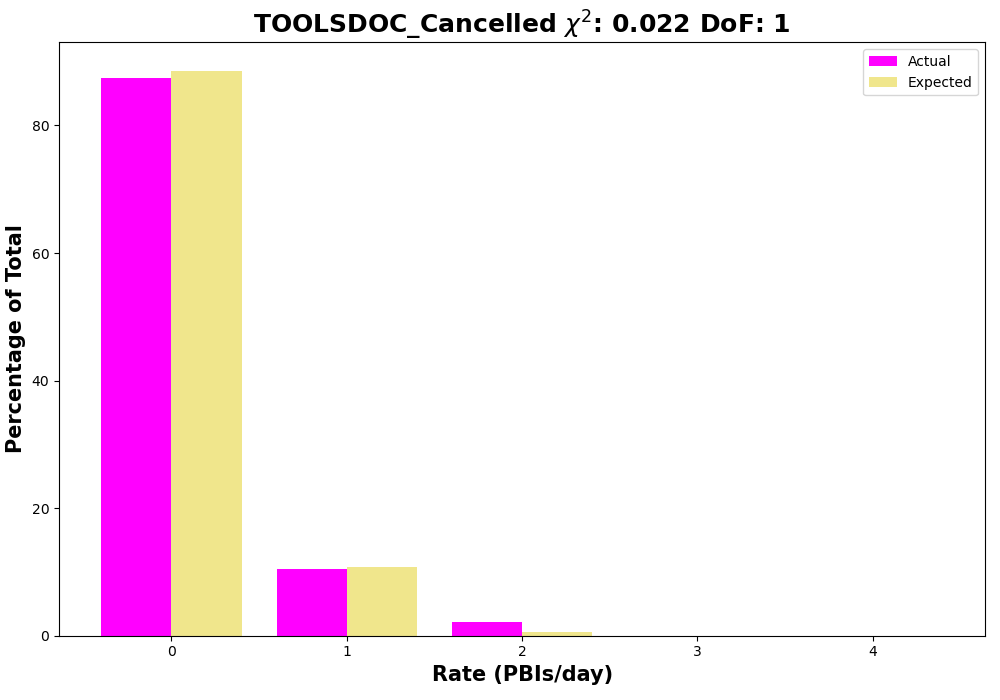 TOOLSDOC_Cancelled χ²: 0.022 DoF: 1
Actual
Expected
Percentage of Total
80
60
40
20
0
0 1 2 3 4
Rate (PBIs/day)